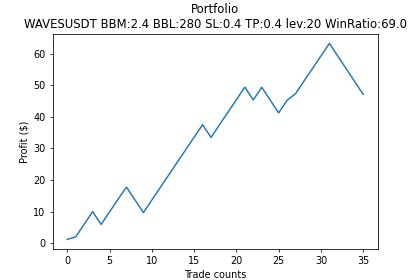 Portfolio
WAVESUSDT BBM:2.4 BBL:280 SL:0.4 TP:0.4 lev:20 WinRatio:69.0
60
50
40
30
20
10
0
Profit ($)
0 5 10 15 20 25 30 35
Trade counts